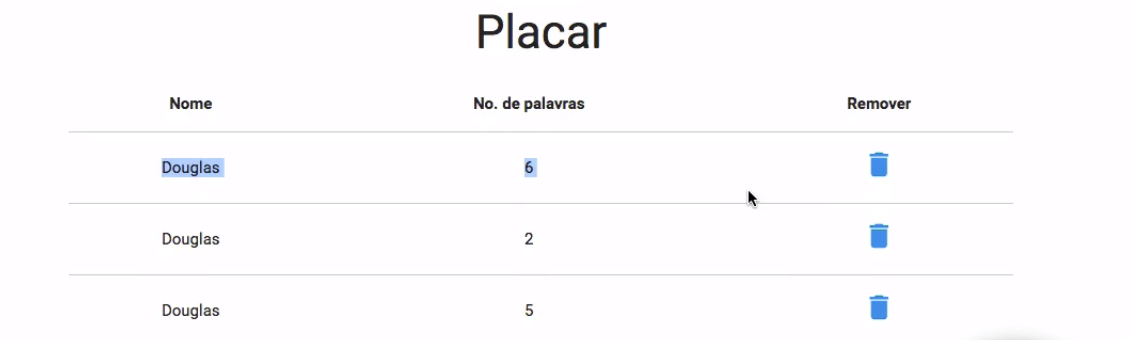 Placar
Nome No. de palavras Remover
Douglas 6
Douglas 2
Douglas 5